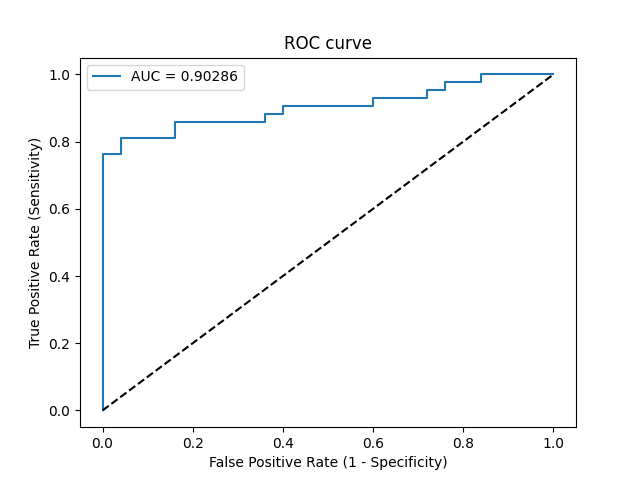 ROC curve
AUC = 0.90286
1.0
0.8
0.6
0.4
0.2
0.0
True Positive Rate (Sensitivity)
0.0 0.2 0.4 0.6 0.8 1.0
False Positive Rate (1 - Specificity)